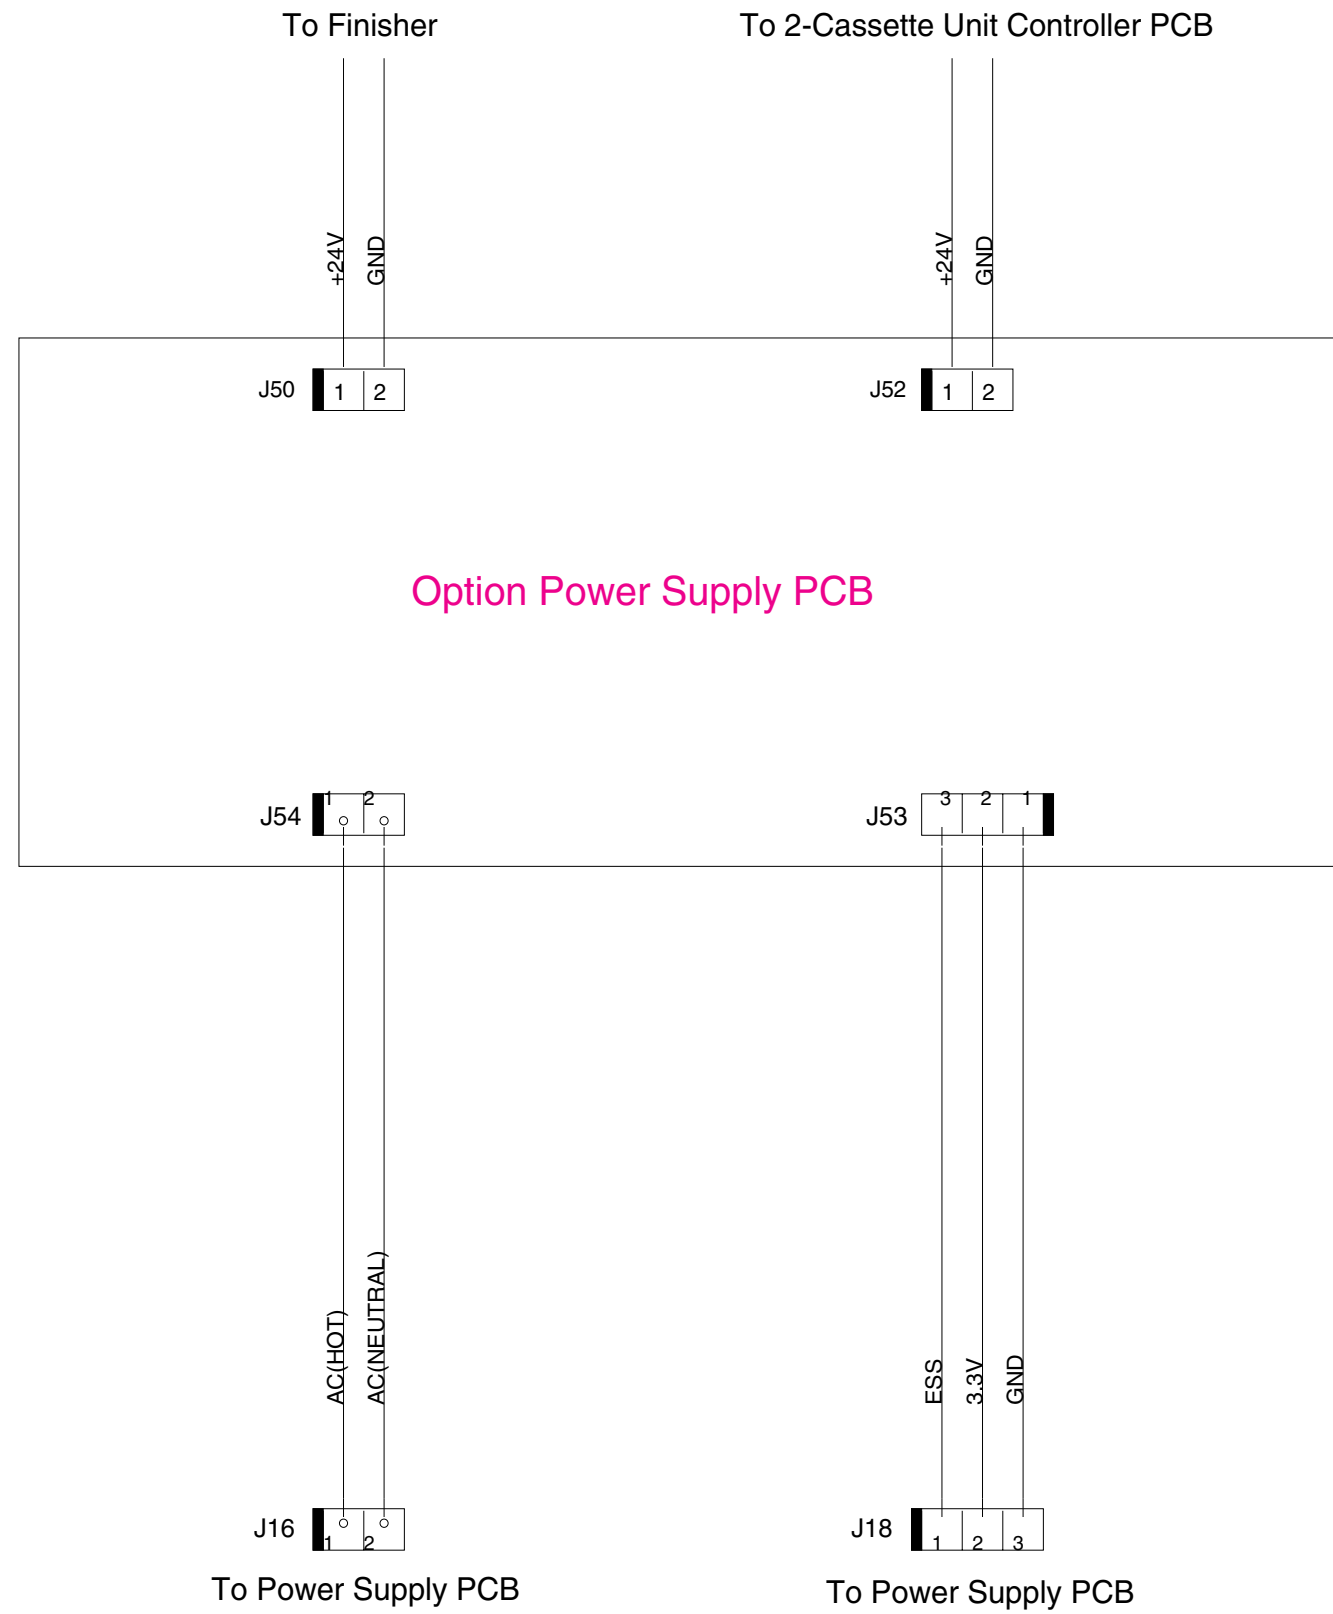 To Finisher
To 2-Cassette Unit Controller PCB
+24V
GND
+24V
GND
J50
1
2
J52
1
2
Option Power Supply PCB
J54
1
2
J53
3
2
1
AC(HOT)
AC(NEUTRAL)
ESS
3.3V
GND
J16
1
2
J18
1
2
3
To Power Supply PCB
To Power Supply PCB